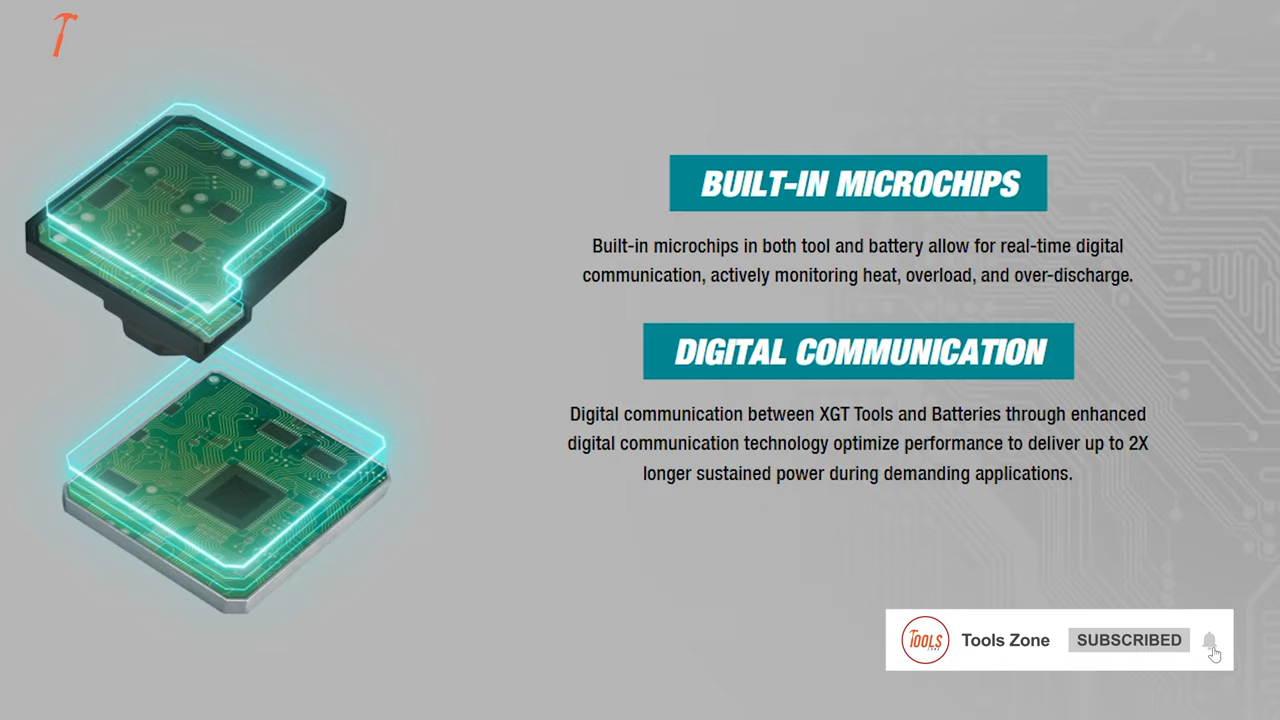 BUILT-IN MICROCHIPS
Built-in microchips in both tool and battery allow for real-time digital
communication, actively monitoring heat, overload, and over-discharge.
DIGITAL COMMUNICATION
Digital communication between XGT Tools and Batteries through enhanced
digital communication technology optimize performance to deliver up to 2X
longer sustained power during demanding applications.
TOOLS
Tools Zone
SUBSCRIBED